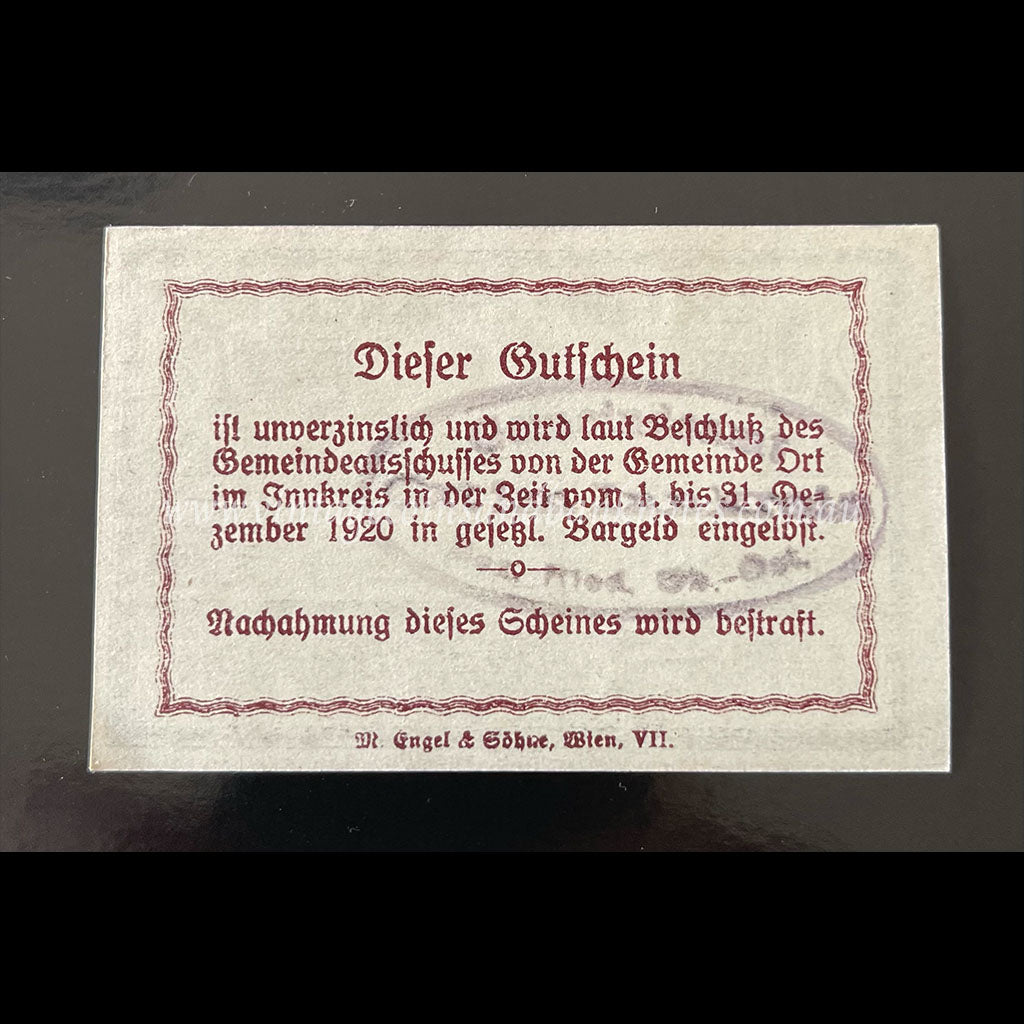 Dieser Gutschein
ist unverzinslich und wird laut Beschluß des
Gemeindeausschusses von der Gemeinde Ort
im Innkreis in der Zeit vom 1. bis 31. De=
zember 1920 in gesetzl. Bargeld eingelöst.
Nachahmung dieses Scheines wird bestraft.
M. Engel & Söhne, Wien, VII.